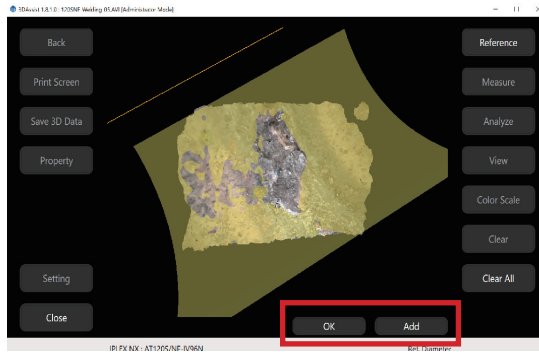 3DAssist 1.8.1.0 : 120SNF-Welding-05.AVI [Administrator Mode]
Back
Reference
Print Screen
Measure
Save 3D Data
Analyze
Property
View
Color Scale
Clear
Setting
Clear All
Close
OK
Add
IPLEX NX : AT120S/NF-IV96N
Ref. Diameter